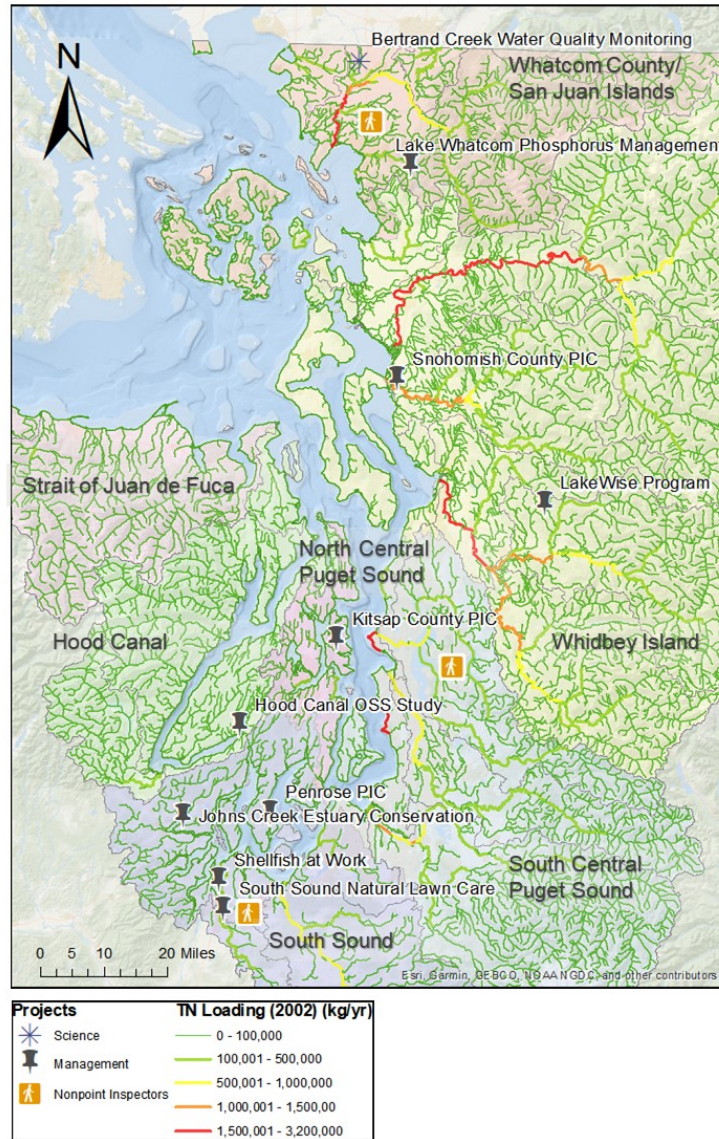 Bertrand Creek Water Quality Monitoring
N
Whatcom County/
San Juan Islands
Lake Whatcom Phosphorus Management
Snohomish County PIC
Strait of Juan de Fuca
LakeWise Program
North Central
Puget Sound
Kitsap County PIC
Hood Canal
Whidbey Island
Hood Canal OSS Study
Penrose PIC
Johns Creek Estuary Conservation
Shellfish at Work
South Central
Puget Sound
South Sound Natural Lawn Care
South Sound
0 5 10 20 Miles
Esri, Garmin, GEBCO, NOAA NGDC, and other contributors
Projects
Science
Management
Nonpoint Inspectors
TN Loading (2002) (kg/yr)
0 - 100,000
100,001 - 500,000
500,001 - 1,000,000
1,000,001 - 1,500,00
1,500,001 - 3,200,000